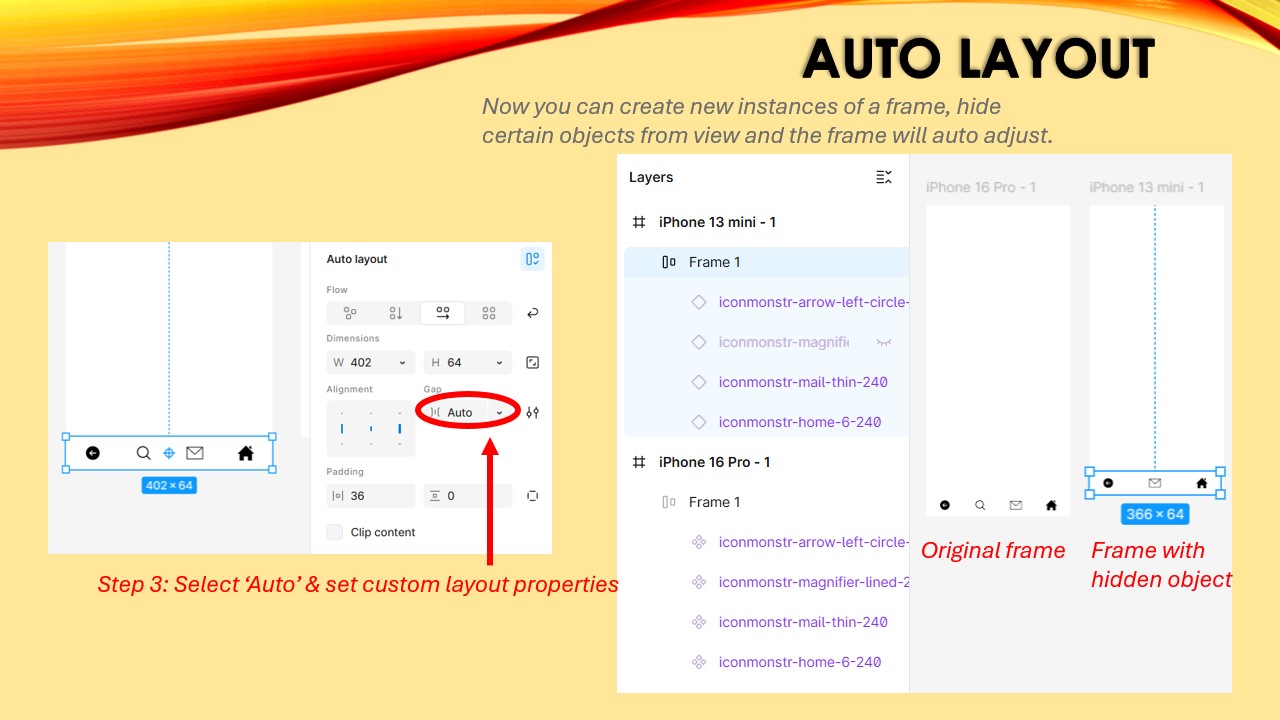 AUTO LAYOUT
Now you can create new instances of a frame, hide
certain objects from view and the frame will auto adjust.
Auto layout
Flow
Dimensions
W 402
H 64
Alignment
Gap
Auto
Padding
36
0
Clip content
402 × 64
Step 3: Select ‘Auto’ & set custom layout properties
Layers
iPhone 13 mini - 1
Frame 1
iconmonstr-arrow-left-circle-
iconmonstr-magnifie
iconmonstr-mail-thin-240
iconmonstr-home-6-240
iPhone 16 Pro - 1
Frame 1
iconmonstr-arrow-left-circle-
iconmonstr-magnifier-lined-2
iconmonstr-mail-thin-240
iconmonstr-home-6-240
iPhone 16 Pro - 1
iPhone 13 mini - 1
366 × 64
Original frame
Frame with
hidden object